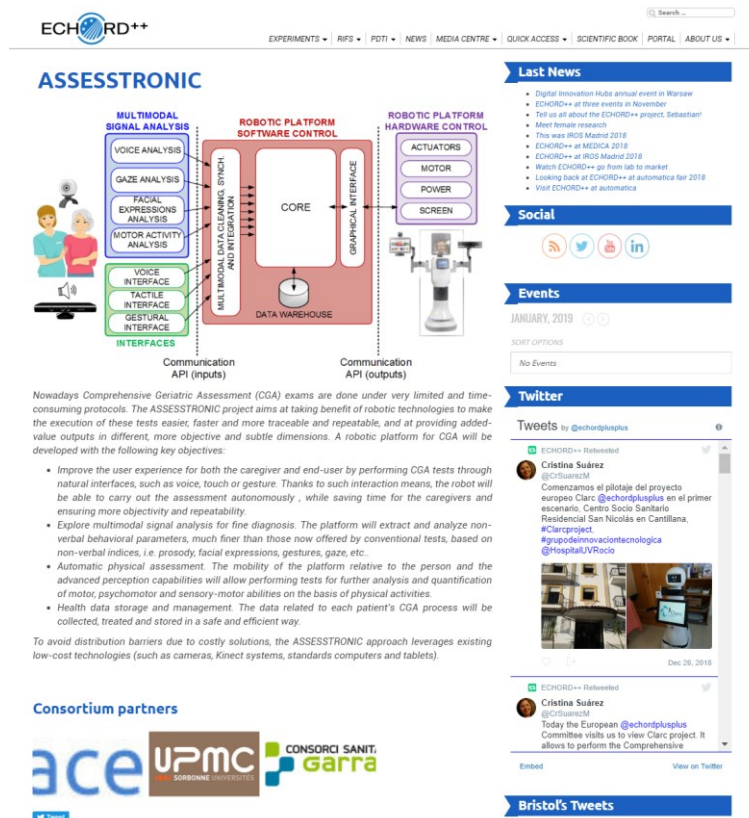 ECHORD++
Search ...
EXPERIMENTS RIFS PDTI NEWS MEDIA CENTRE QUICK ACCESS SCIENTIFIC BOOK PORTAL ABOUT US
ASSESSTRONIC
MULTIMODAL
SIGNAL ANALYSIS
VOICE ANALYSIS
GAZE ANALYSIS
FACIAL
EXPRESSIONS
ANALYSIS
MOTOR ACTIVITY
ANALYSIS
VOICE
INTERFACE
TACTILE
INTERFACE
GESTURAL
INTERFACE
INTERFACES
ROBOTIC PLATFORM
SOFTWARE CONTROL
MULTIMODAL DATA CLEANING, SYNCH.
AND INTEGRATION
CORE
GRAPHICAL INTERFACE
DATA WAREHOUSE
ROBOTIC PLATFORM
HARDWARE CONTROL
ACTUATORS
MOTOR
POWER
SCREEN
Communication
API (inputs)
Communication
API (outputs)
Nowadays Comprehensive Geriatric Assessment (CGA) exams are done under very limited and time-
consuming protocols. The ASSESSTRONIC project aims at taking benefit of robotic technologies to make
the execution of these tests easier, faster and more traceable and repeatable, and at providing added-
value outputs in different, more objective and subtle dimensions. A robotic platform for CGA will be
developed with the following key objectives:
• Improve the user experience for both the caregiver and end-user by performing CGA tests through
natural interfaces, such as voice, touch or gesture. Thanks to such interaction means, the robot will
be able to carry out the assessment autonomously , while saving time for the caregivers and
ensuring more objectivity and repeatability.
• Explore multimodal signal analysis for fine diagnosis. The platform will extract and analyze non-
verbal behavioral parameters, much finer than those now offered by conventional tests, based on
non-verbal indices, i.e. prosody, facial expressions, gestures, gaze, etc..
• Automatic physical assessment. The mobility of the platform relative to the person and the
advanced perception capabilities will allow performing tests for further analysis and quantification
of motor, psychomotor and sensory-motor abilities on the basis of physical activities.
• Health data storage and management. The data related to each patient's CGA process will be
collected, treated and stored in a safe and efficient way.
To avoid distribution barriers due to costly solutions, the ASSESSTRONIC approach leverages existing
low-cost technologies (such as cameras, Kinect systems, standards computers and tablets).
Consortium partners
ace
UPMC
SORBONNE UNIVERSITÉS
CONSORCI SANIT
Garra
Tweet
Last News
• Digital Innovation Hubs annual event in Warsaw
• ECHORD++ at three events in November
• Tell us all about the ECHORD++ project, Sebastian!
• Meet female research
• This was IROS Madrid 2018
• ECHORD++ at MEDICA 2018
• ECHORD++ at IROS Madrid 2018
• Watch ECHORD++ go from lab to market
• Looking back at ECHORD++ at automatica fair 2018
• Visit ECHORD++ at automatica
Social
in
Events
JANUARY, 2019
SORT OPTIONS
No Events
Twitter
Tweets by @echordplusplus
ECHORD++ Retweeted
Cristina Suárez
@CrSuarezM
Comenzamos el pilotaje del proyecto
europeo Clarc @echordplusplus en el primer
escenario, Centro Socio Sanitario
Residencial San Nicolás en Cantillana,
#Clarcproject,
#grupodeinnovaciontecnologica
@HospitalUVRocio
Dec 26, 2018
ECHORD++ Retweeted
Cristina Suárez
@CrSuarezM
Today the European @echordplusplus
Committee visits us to view Clarc project. It
allows to perform the Comprehensive
Embed
View on Twitter
Bristol's Tweets